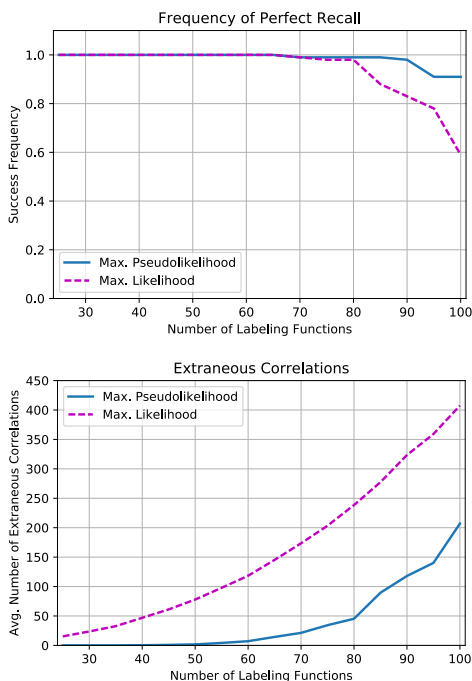 Frequency of Perfect Recall
Success Frequency
1.0
0.8
0.6
0.4
0.2
0.0
Max. Pseudolikelihood
Max. Likelihood
30 40 50 60 70 80 90 100
Number of Labeling Functions
Extraneous Correlations
Avg. Number of Extraneous Correlations
450
400
350
300
250
200
150
100
50
0
Max. Pseudolikelihood
Max. Likelihood
30 40 50 60 70 80 90 100
Number of Labeling Functions